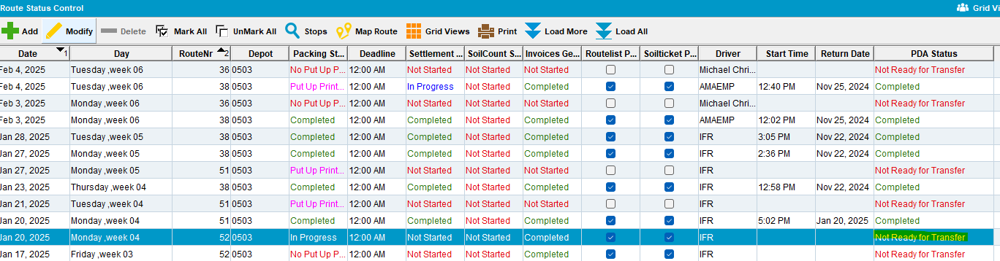 Route Status Control Grid Vi
Add Modify Delete Mark All UnMark All Stops Map Route Grid Views Print Load More Load All
Date 1 Day RouteNr 2 Depot Packing St... Deadline Settlement ... SoilCount S... Invoices Ge... Routelist P... Soilticket P... Driver Start Time Return Date PDA Status
Feb 4, 2025 Tuesday ,week 06 36 0503 No Put Up P... 12:00 AM Not Started Not Started Not Started Michael Chri... Not Ready for Transfer
Feb 4, 2025 Tuesday ,week 06 38 0503 Put Up Print... 12:00 AM In Progress Not Started Completed AMAEMP 12:40 PM Nov 25, 2024 Completed
Feb 3, 2025 Monday ,week 06 36 0503 No Put Up P... 12:00 AM Not Started Not Started Not Started Michael Chri... Not Ready for Transfer
Feb 3, 2025 Monday ,week 06 38 0503 Completed 12:00 AM Completed Not Started Completed AMAEMP 12:02 PM Nov 25, 2024 Completed
Jan 28, 2025 Tuesday ,week 05 38 0503 Completed 12:00 AM Completed Not Started Completed IFR 3:05 PM Nov 22, 2024 Completed
Jan 27, 2025 Monday ,week 05 38 0503 Completed 12:00 AM Completed Not Started Completed IFR 2:36 PM Nov 22, 2024 Completed
Jan 27, 2025 Monday ,week 05 51 0503 Put Up Print... 12:00 AM Not Started Not Started Not Started IFR Not Ready for Transfer
Jan 23, 2025 Thursday ,week 04 38 0503 Completed 12:00 AM Completed Not Started Completed IFR 12:58 PM Nov 22, 2024 Completed
Jan 21, 2025 Tuesday ,week 04 51 0503 Put Up Print... 12:00 AM Not Started Not Started Not Started IFR Not Ready for Transfer
Jan 20, 2025 Monday ,week 04 51 0503 Completed 12:00 AM Completed Not Started Completed IFR 5:02 PM Jan 20, 2025 Completed
Jan 20, 2025 Monday ,week 04 52 0503 In Progress 12:00 AM Not Started Not Started Completed IFR Not Ready for Transfer
Jan 17, 2025 Friday ,week 03 52 0503 No Put Up P... 12:00 AM Not Started Not Started Completed IFR Not Ready for Transfer